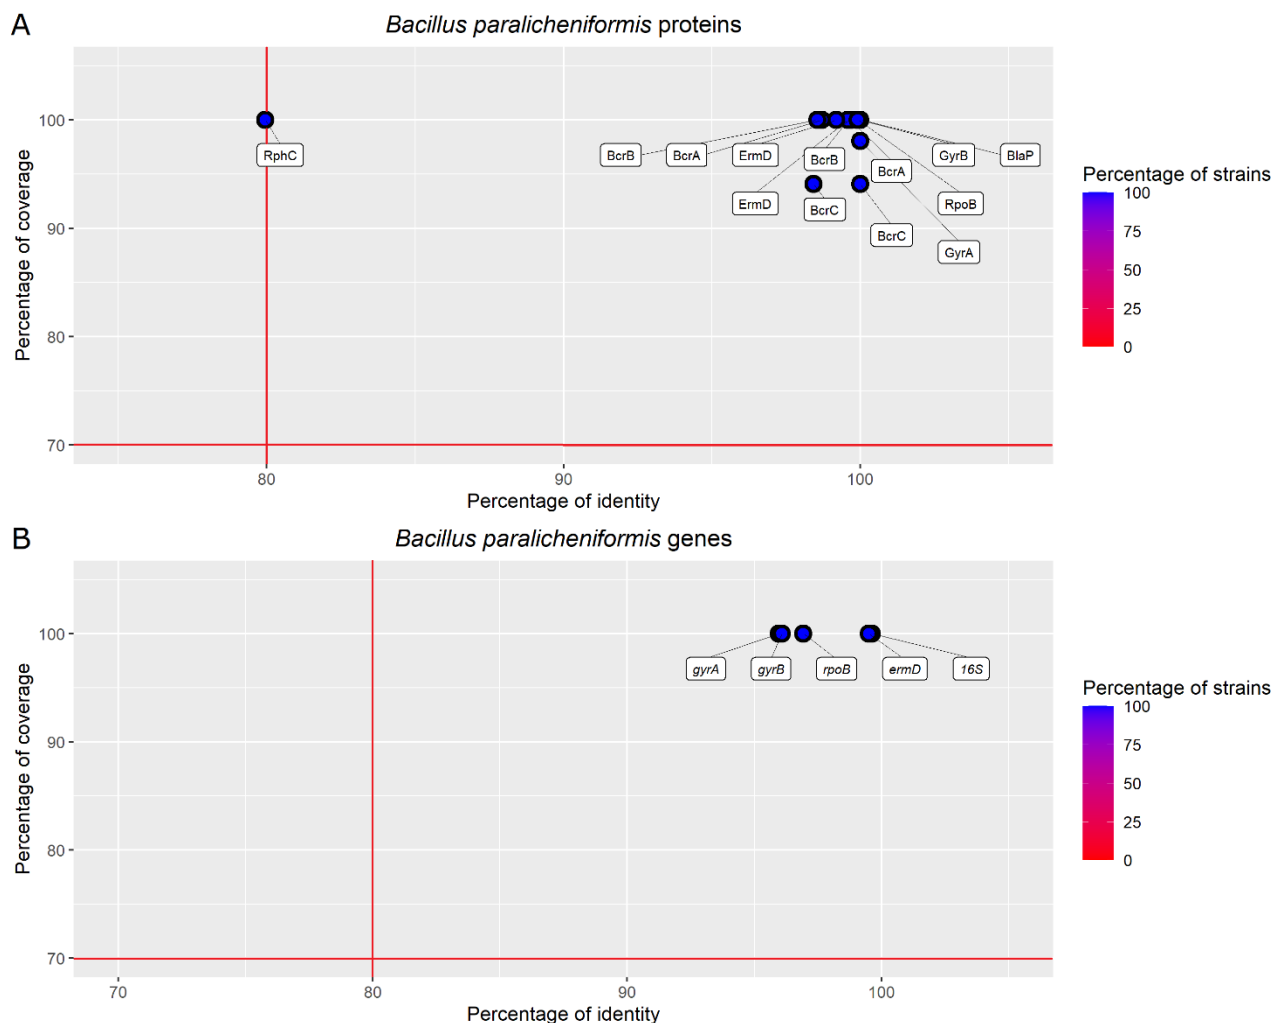 A
Bacillus paralicheniformis proteins
Percentage of coverage
100
90
80
70
RphC
BcrB
BcrA
ErmD
BcrB
BcrA
GyrB
BlaP
ErmD
BcrC
RpoB
BcrC
GyrA
80
90
100
Percentage of identity
Percentage of strains
100
75
50
25
0
B
Bacillus paralicheniformis genes
Percentage of coverage
100
90
80
70
gyrA
gyrB
rpoB
ermD
16S
70
80
90
100
Percentage of identity
Percentage of strains
100
75
50
25
0